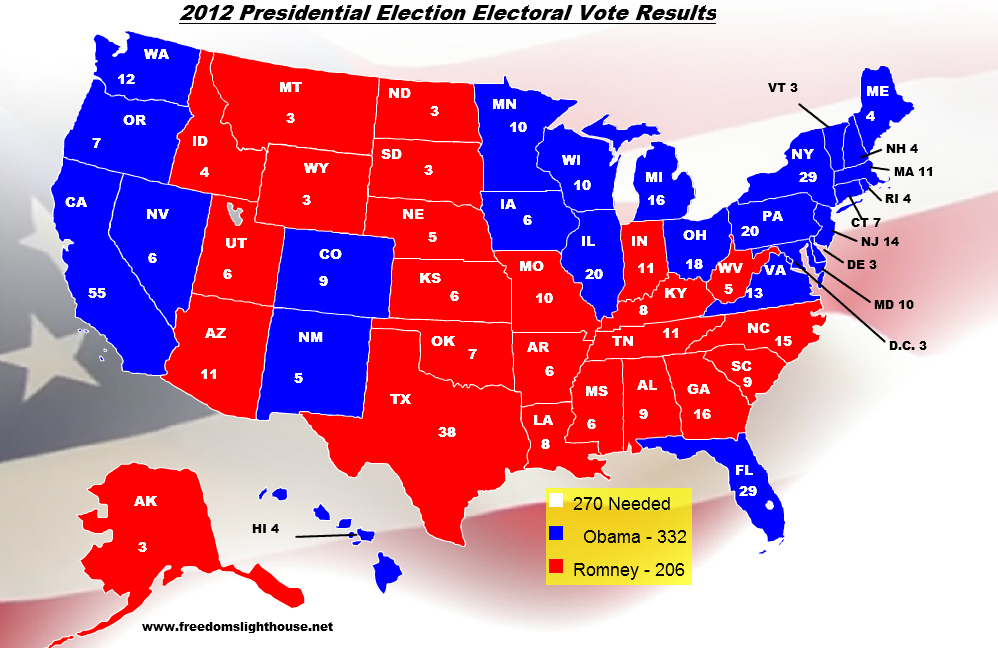 2012 Presidential Election Electoral Vote Results
WA
12
OR
7
CA
55
NV
6
ID
4
MT
3
WY
3
UT
6
AZ
11
CO
9
NM
5
ND
3
SD
3
NE
5
KS
6
OK
7
TX
38
MN
10
IA
6
MO
10
AR
6
LA
8
WI
10
IL
20
MI
16
IN
11
OH
18
KY
8
TN
11
MS
6
AL
9
GA
16
FL
29
SC
9
NC
15
VA
13
WV
5
PA
20
NY
29
VT 3
ME
4
NH 4
MA 11
RI 4
CT 7
NJ 14
DE 3
MD 10
D.C. 3
AK
3
HI 4
270 Needed
Obama - 332
Romney - 206
www.freedomslighthouse.net